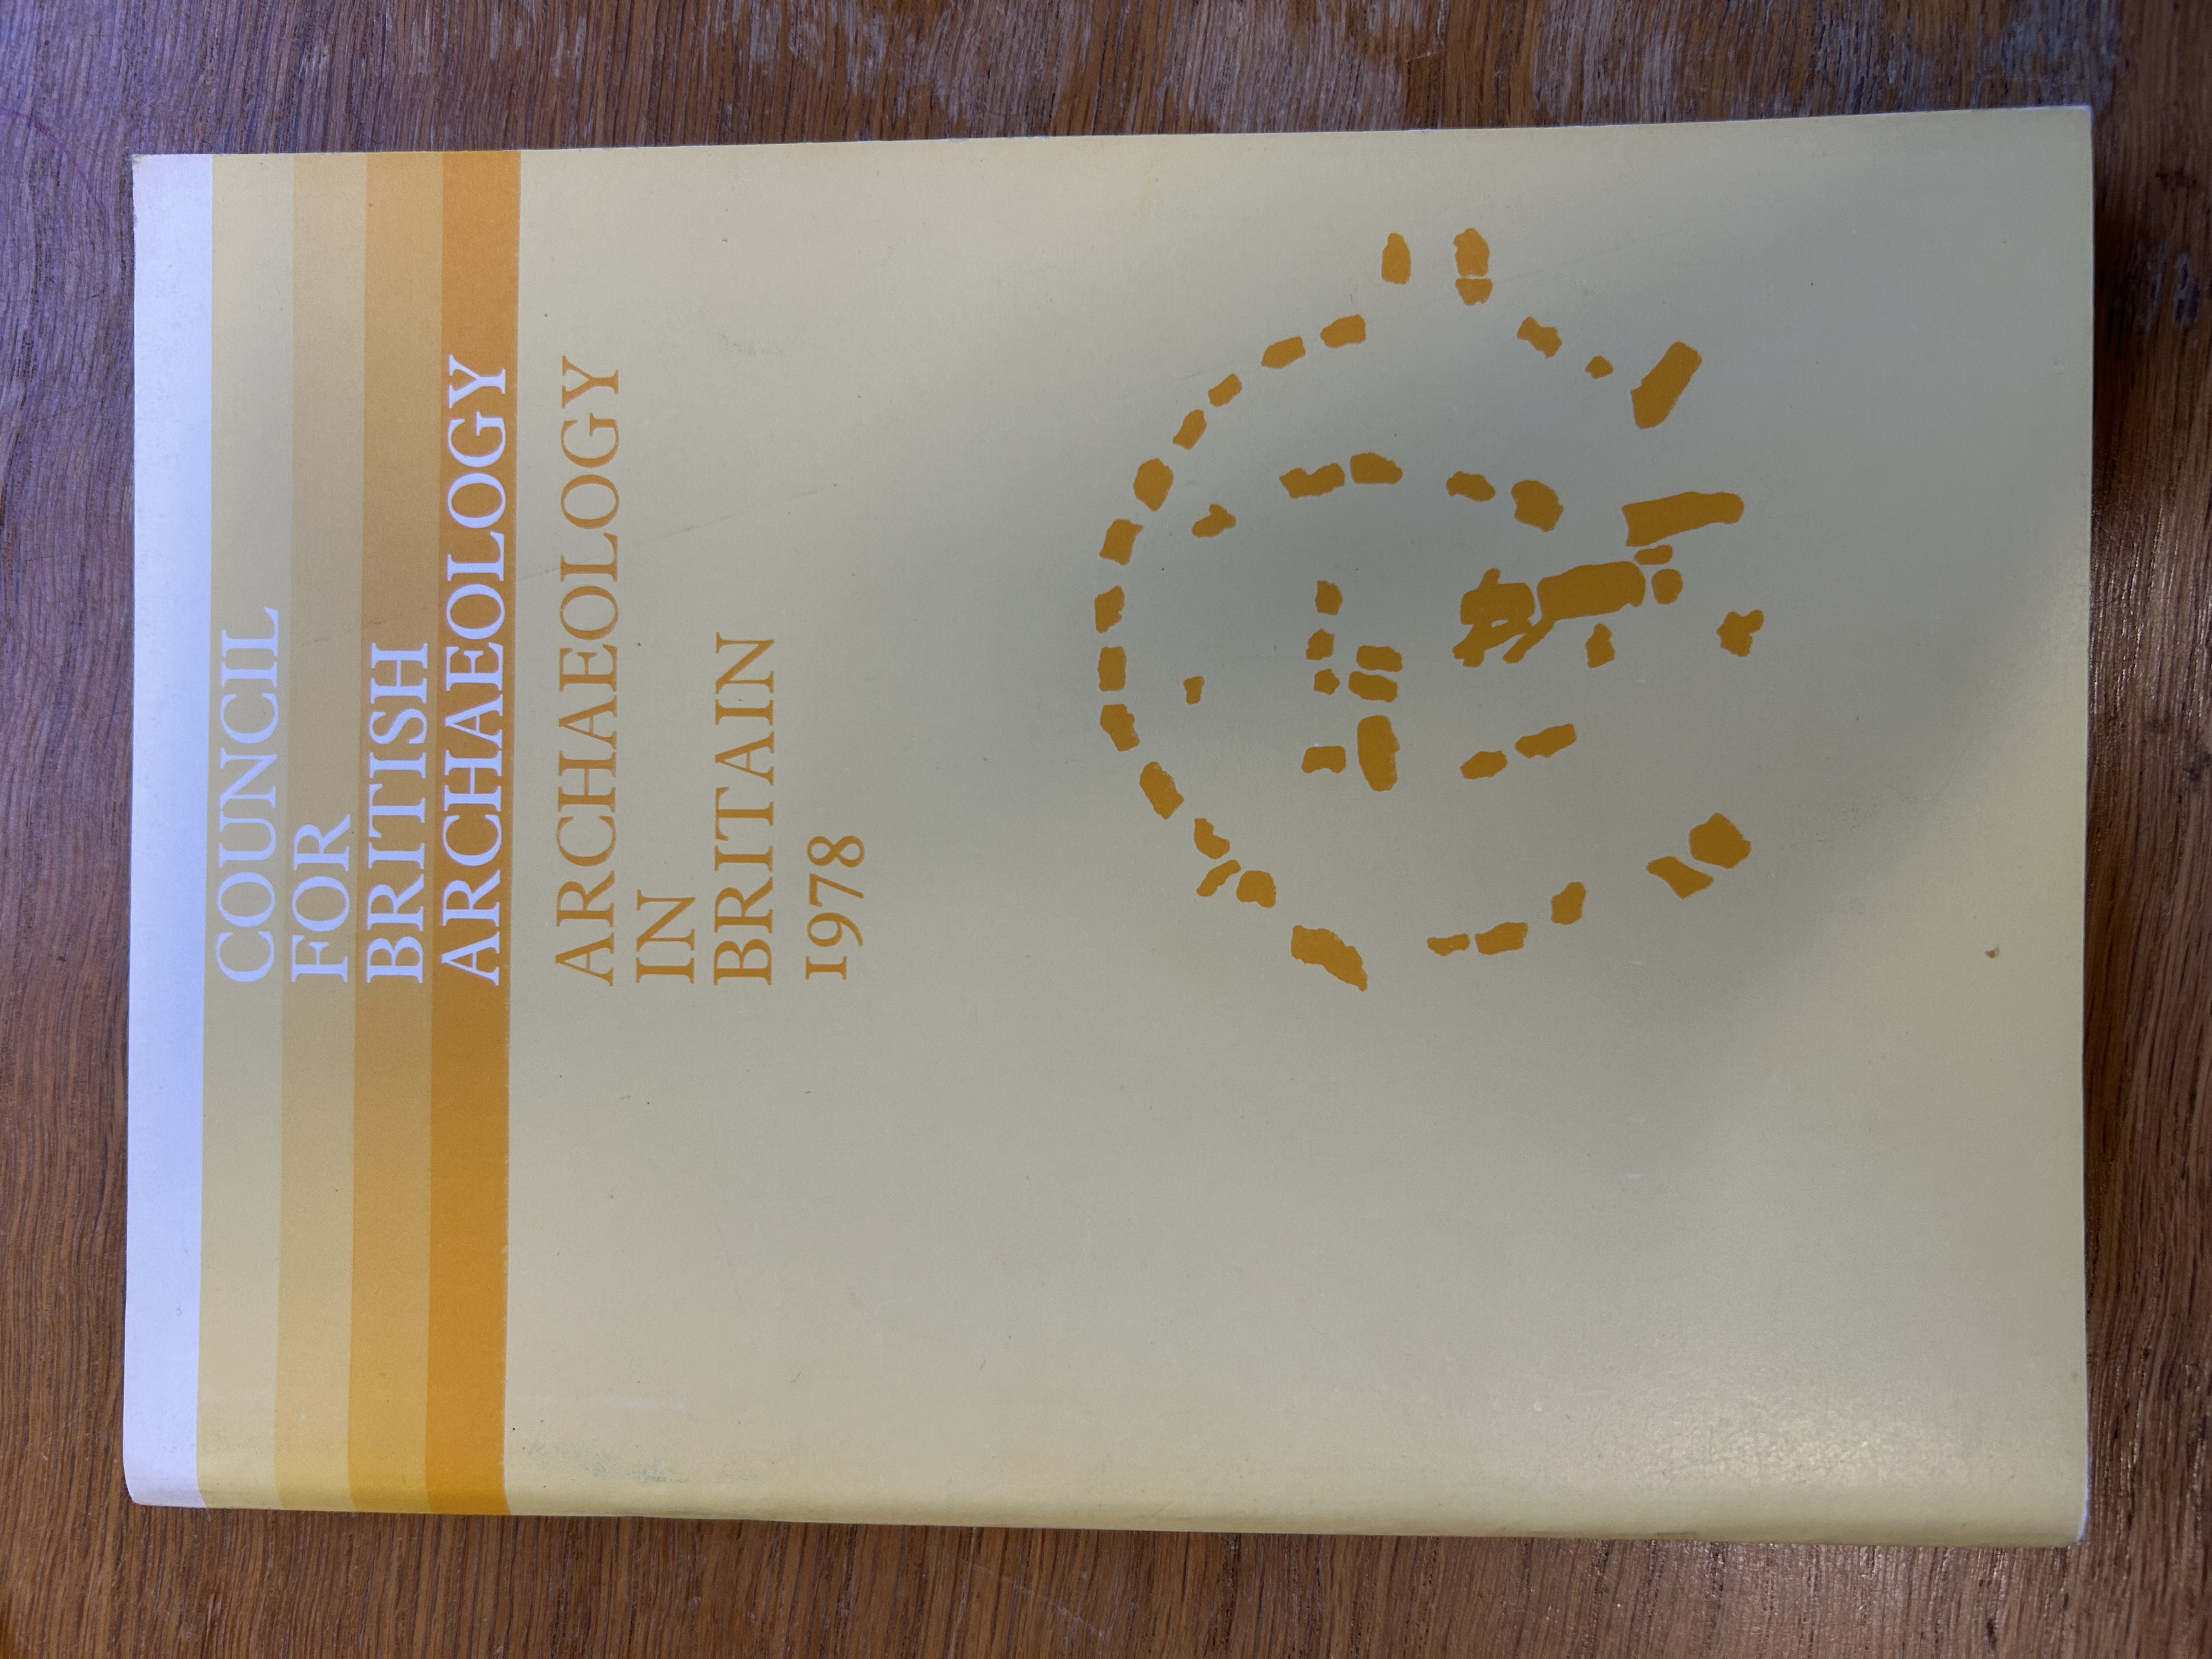 COUNCIL
FOR
BRITISH
ARCHAEOLOGY
ARCHAEOLOGY
IN
BRITAIN
1978